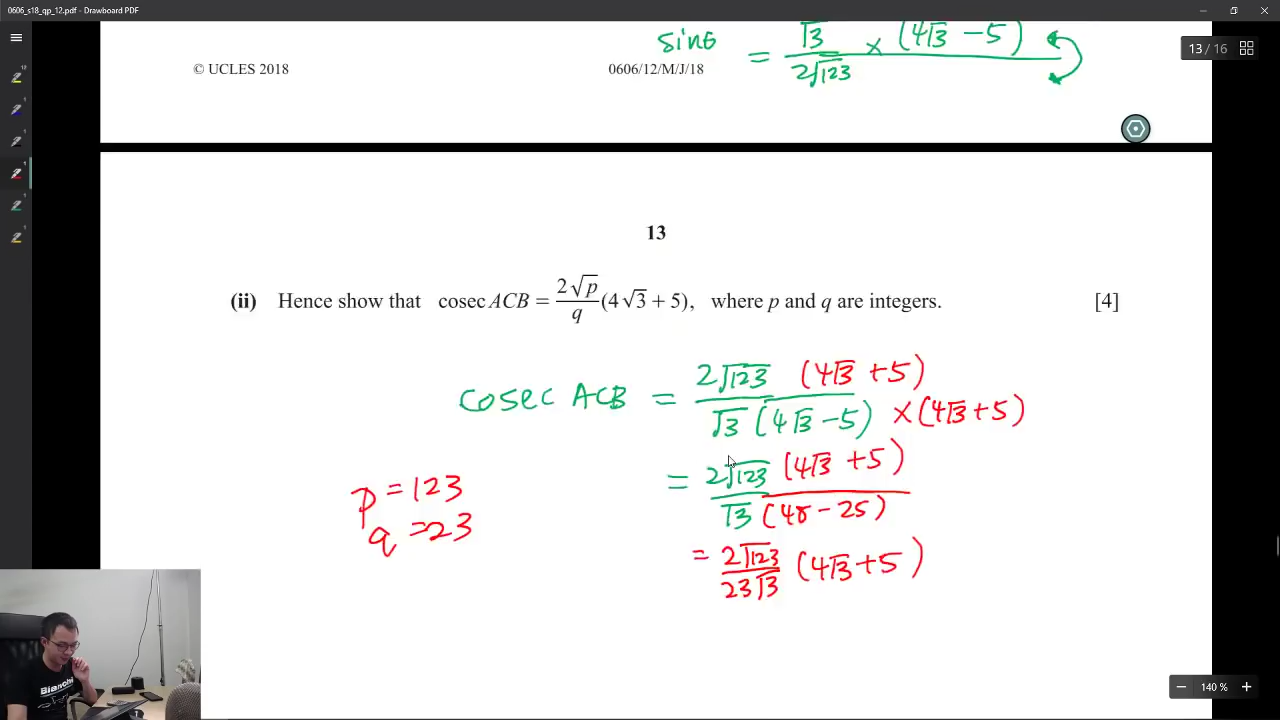 0606_s18_qp_12.pdf - Drawboard PDF
13 / 16
sinθ = √3/2√123 × (4√3 - 5)
© UCLES 2018 0606/12/M/J/18
13
(ii) Hence show that cosec ACB = 2√p/q (4√3 + 5), where p and q are integers. [4]
cosec ACB = 2√123 (4√3 + 5)/√3 (4√3 - 5) × (4√3 + 5)
= 2√123 (4√3 + 5)/√3 (48 - 25)
= 2√123/23√3 (4√3 + 5)
p = 123
q = 23
Bianchi
140 %